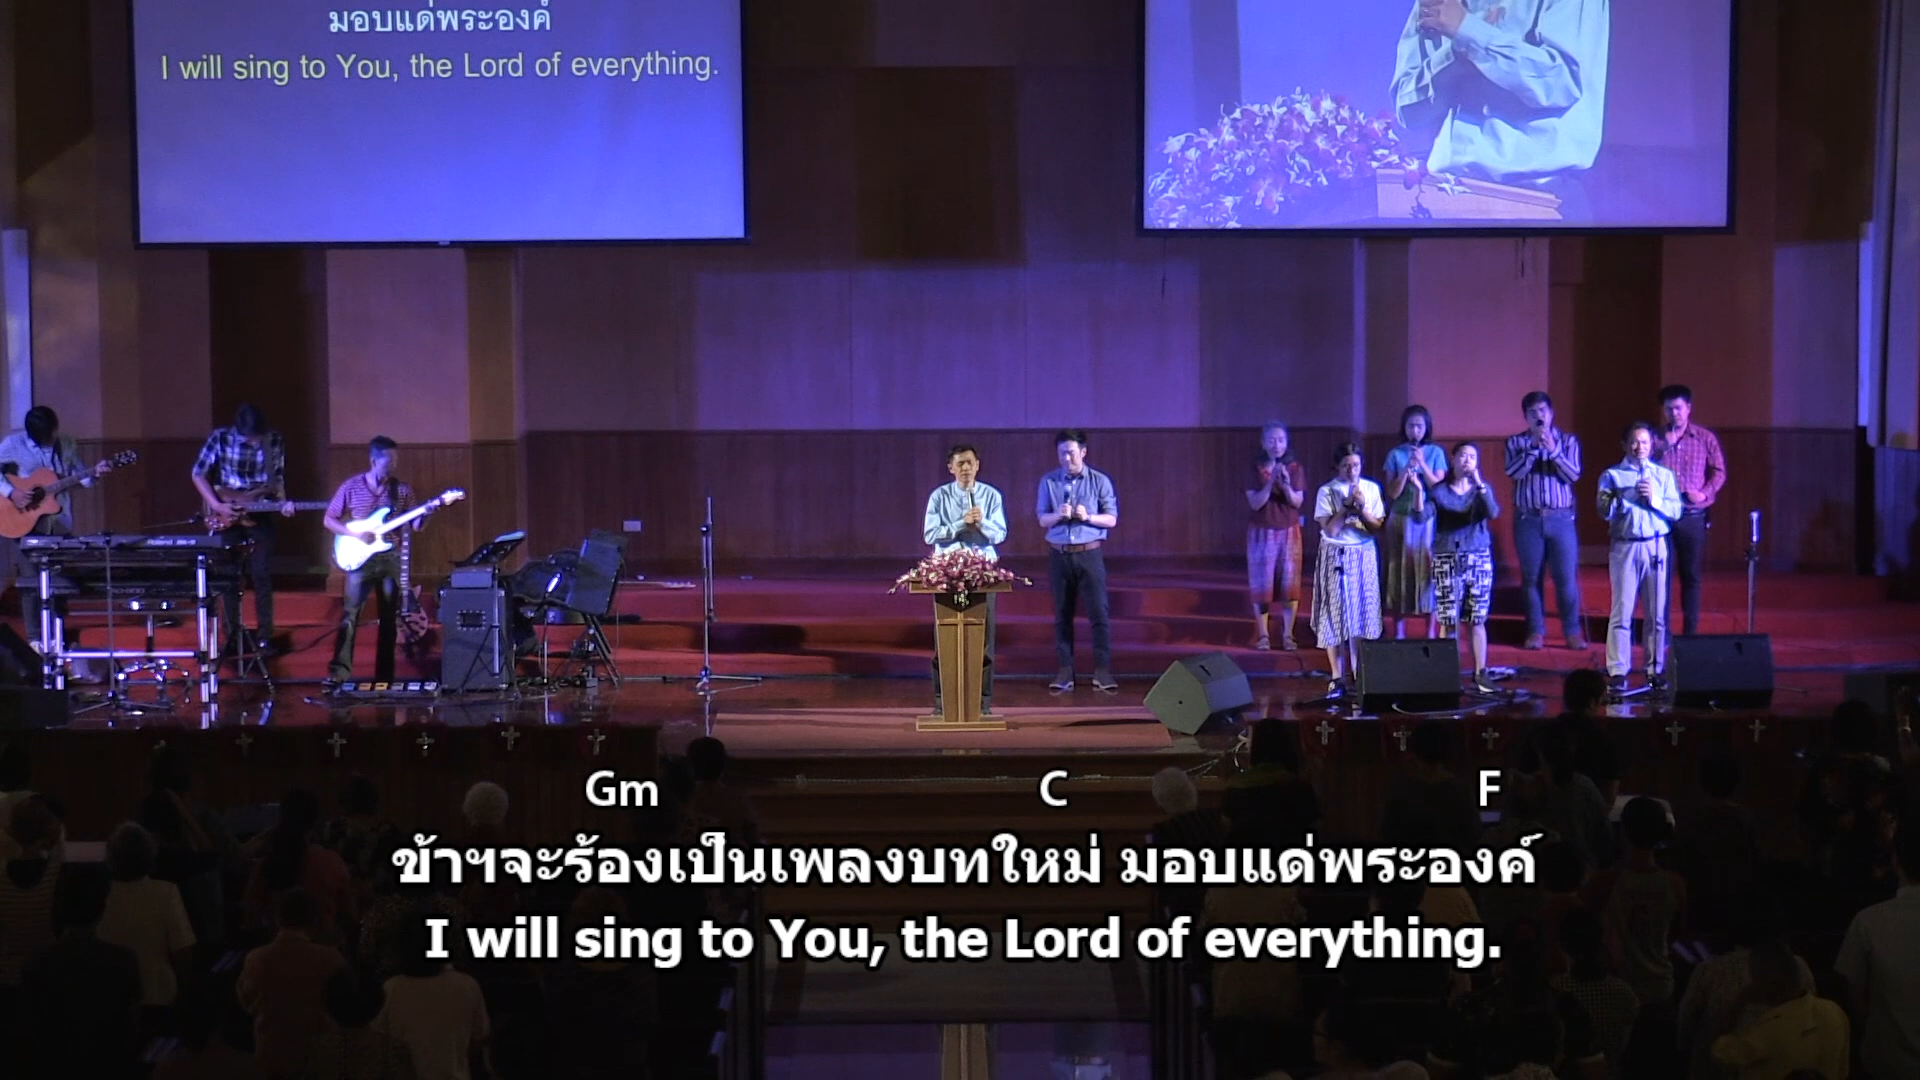 มอบแด่พระองค์
I will sing to You, the Lord of everything.
Roland
Gm C F
ข้าฯจะร้องเป็นเพลงบทใหม่ มอบแด่พระองค์
I will sing to You, the Lord of everything.